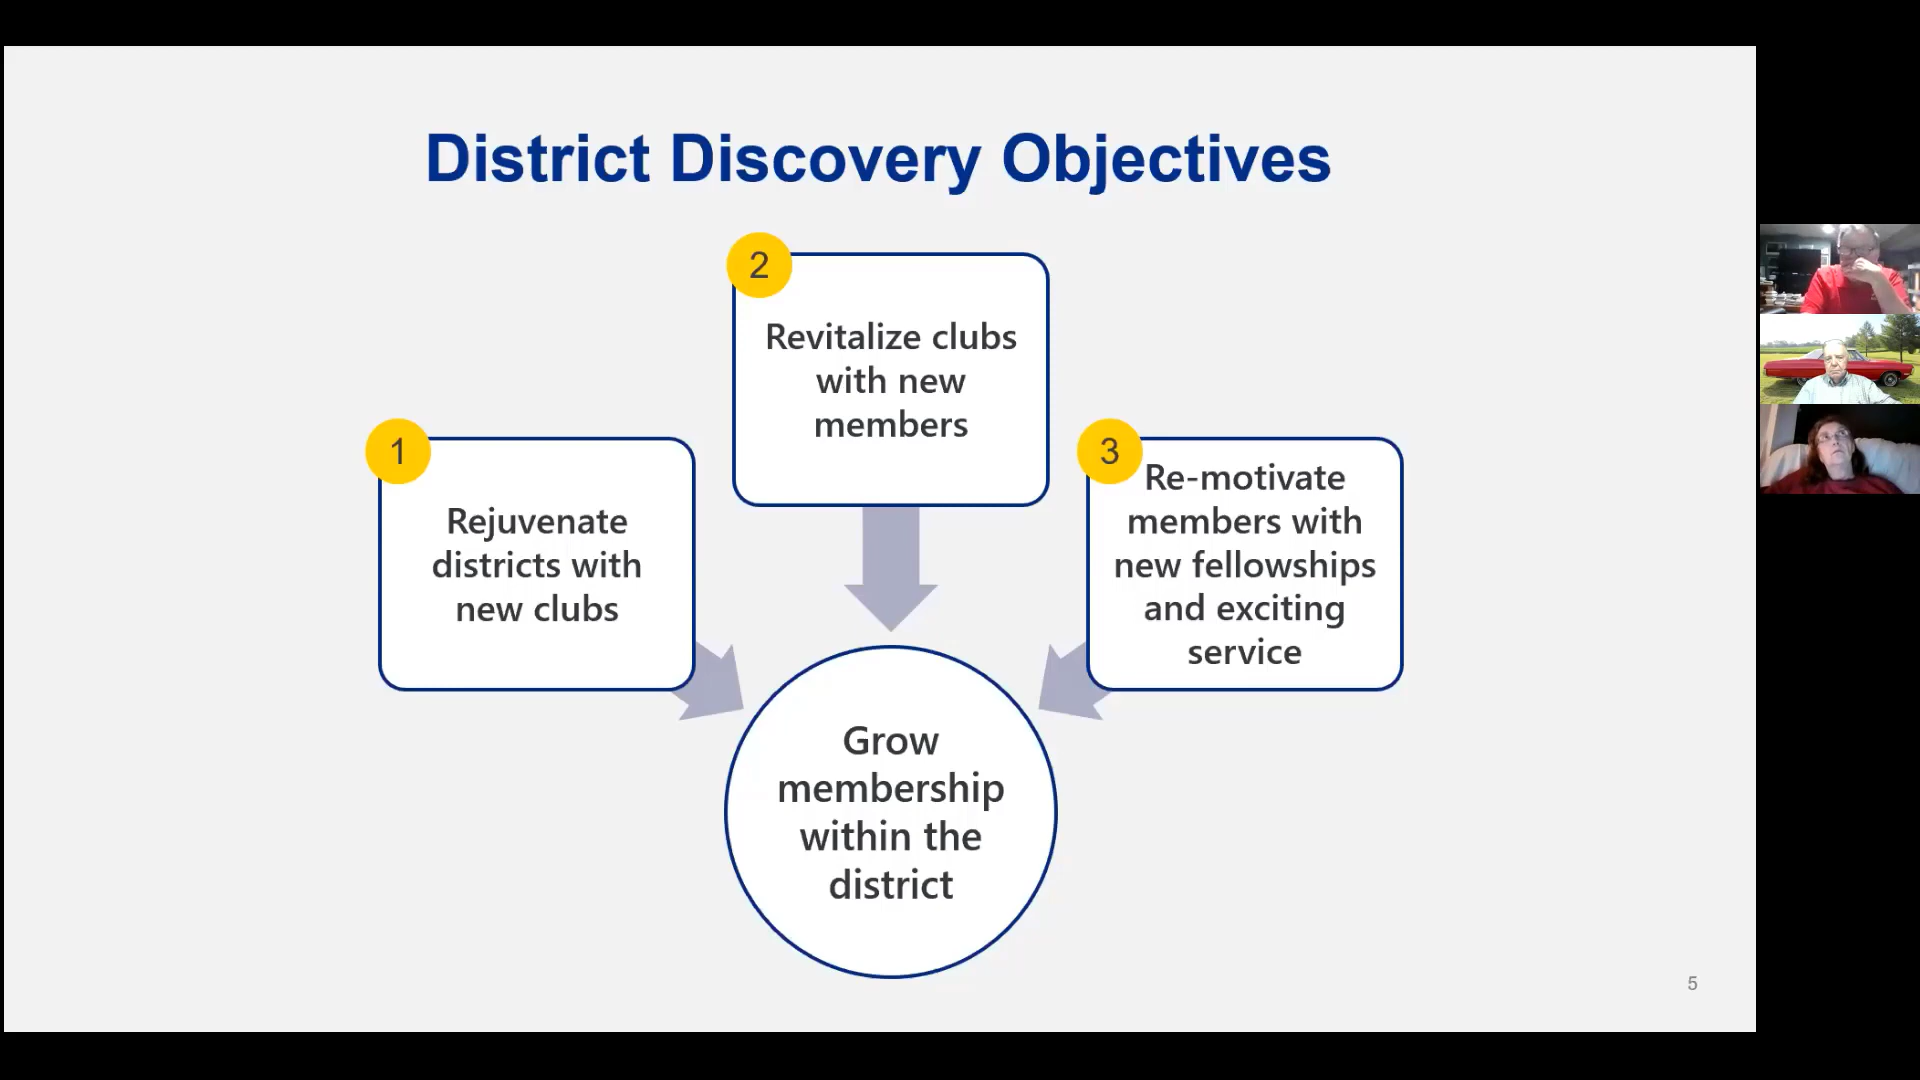 District Discovery Objectives
1
Rejuvenate
districts with
new clubs
2
Revitalize clubs
with new
members
3
Re-motivate
members with
new fellowships
and exciting
service
Grow
membership
within the
district
5